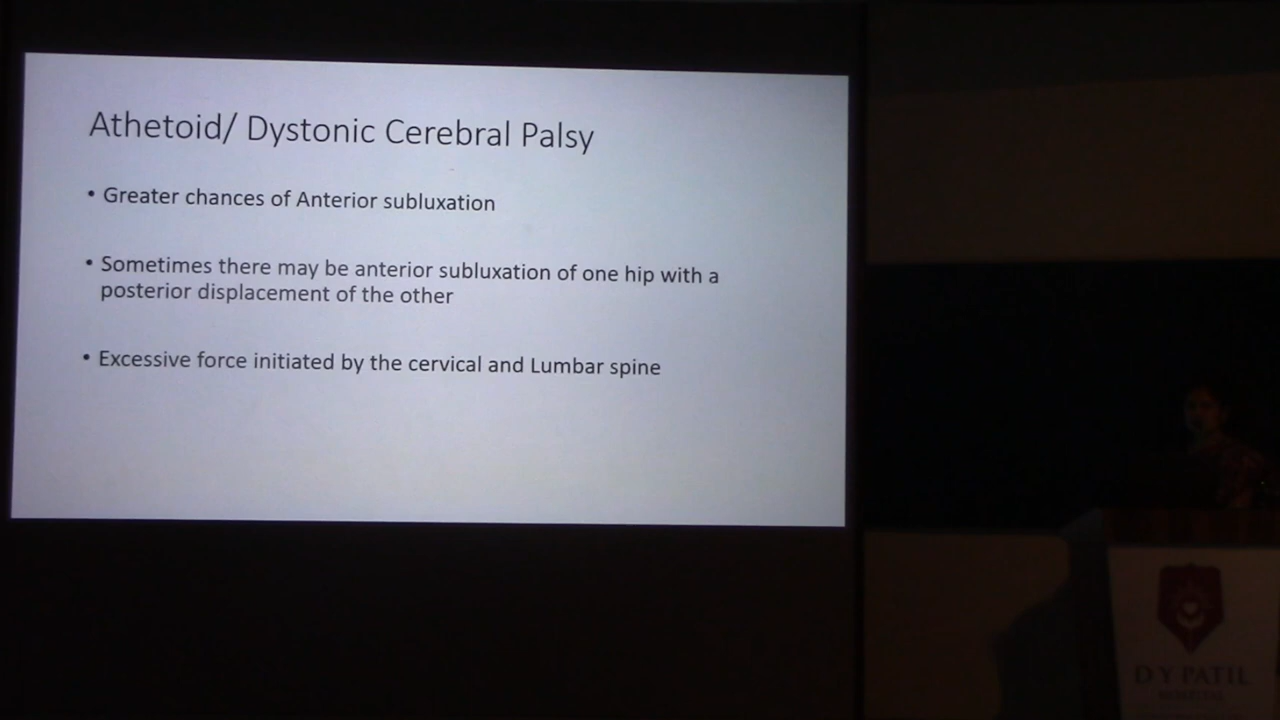 Athetoid/ Dystonic Cerebral Palsy
• Greater chances of Anterior subluxation
• Sometimes there may be anterior subluxation of one hip with a
posterior displacement of the other
• Excessive force initiated by the cervical and Lumbar spine
D Y PATIL
HOSPITAL